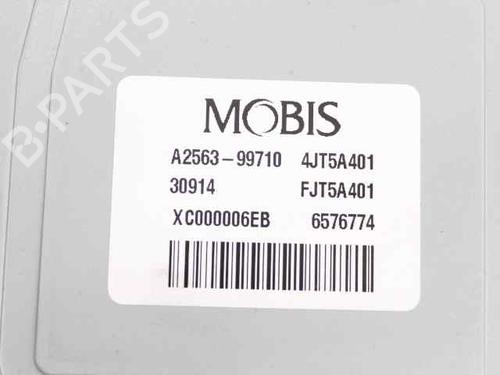 B-PARTS
MOBIS
A2563-99710 4JT5A401
30914 FJT5A401
XC000006EB 6576774